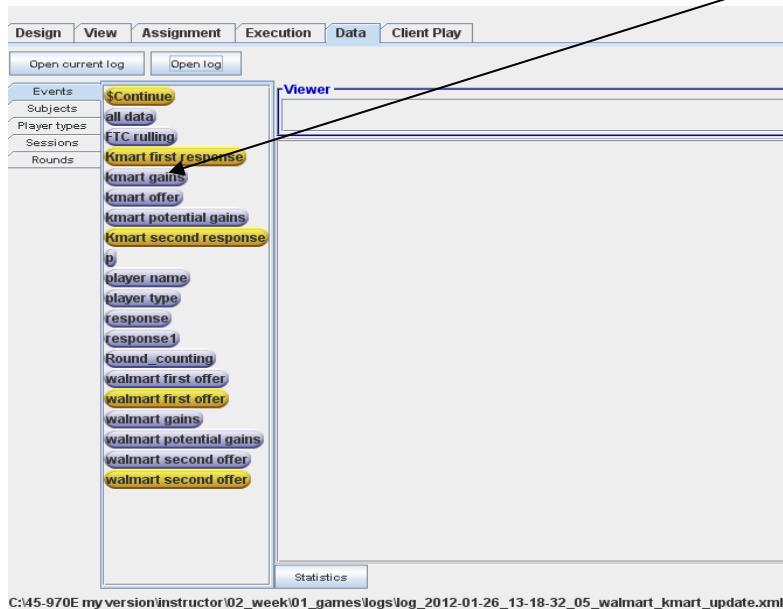 Design View Assignment Execution Data Client Play
Open current log Open log
Events
Subjects
Player types
Sessions
Rounds
$Continue
all data
FTC rulling
Kmart first response
kmart gains
kmart offer
kmart potential gains
Kmart second response
p
player name
player type
response
response1
Round_counting
walmart first offer
walmart first offer
walmart gains
walmart potential gains
walmart second offer
walmart second offer
Viewer
Statistics
C:\45-970E my version\instructor\02_week\01_games\logs\log_2012-01-26_13-18-32_05_walmart_kmart_update.xml